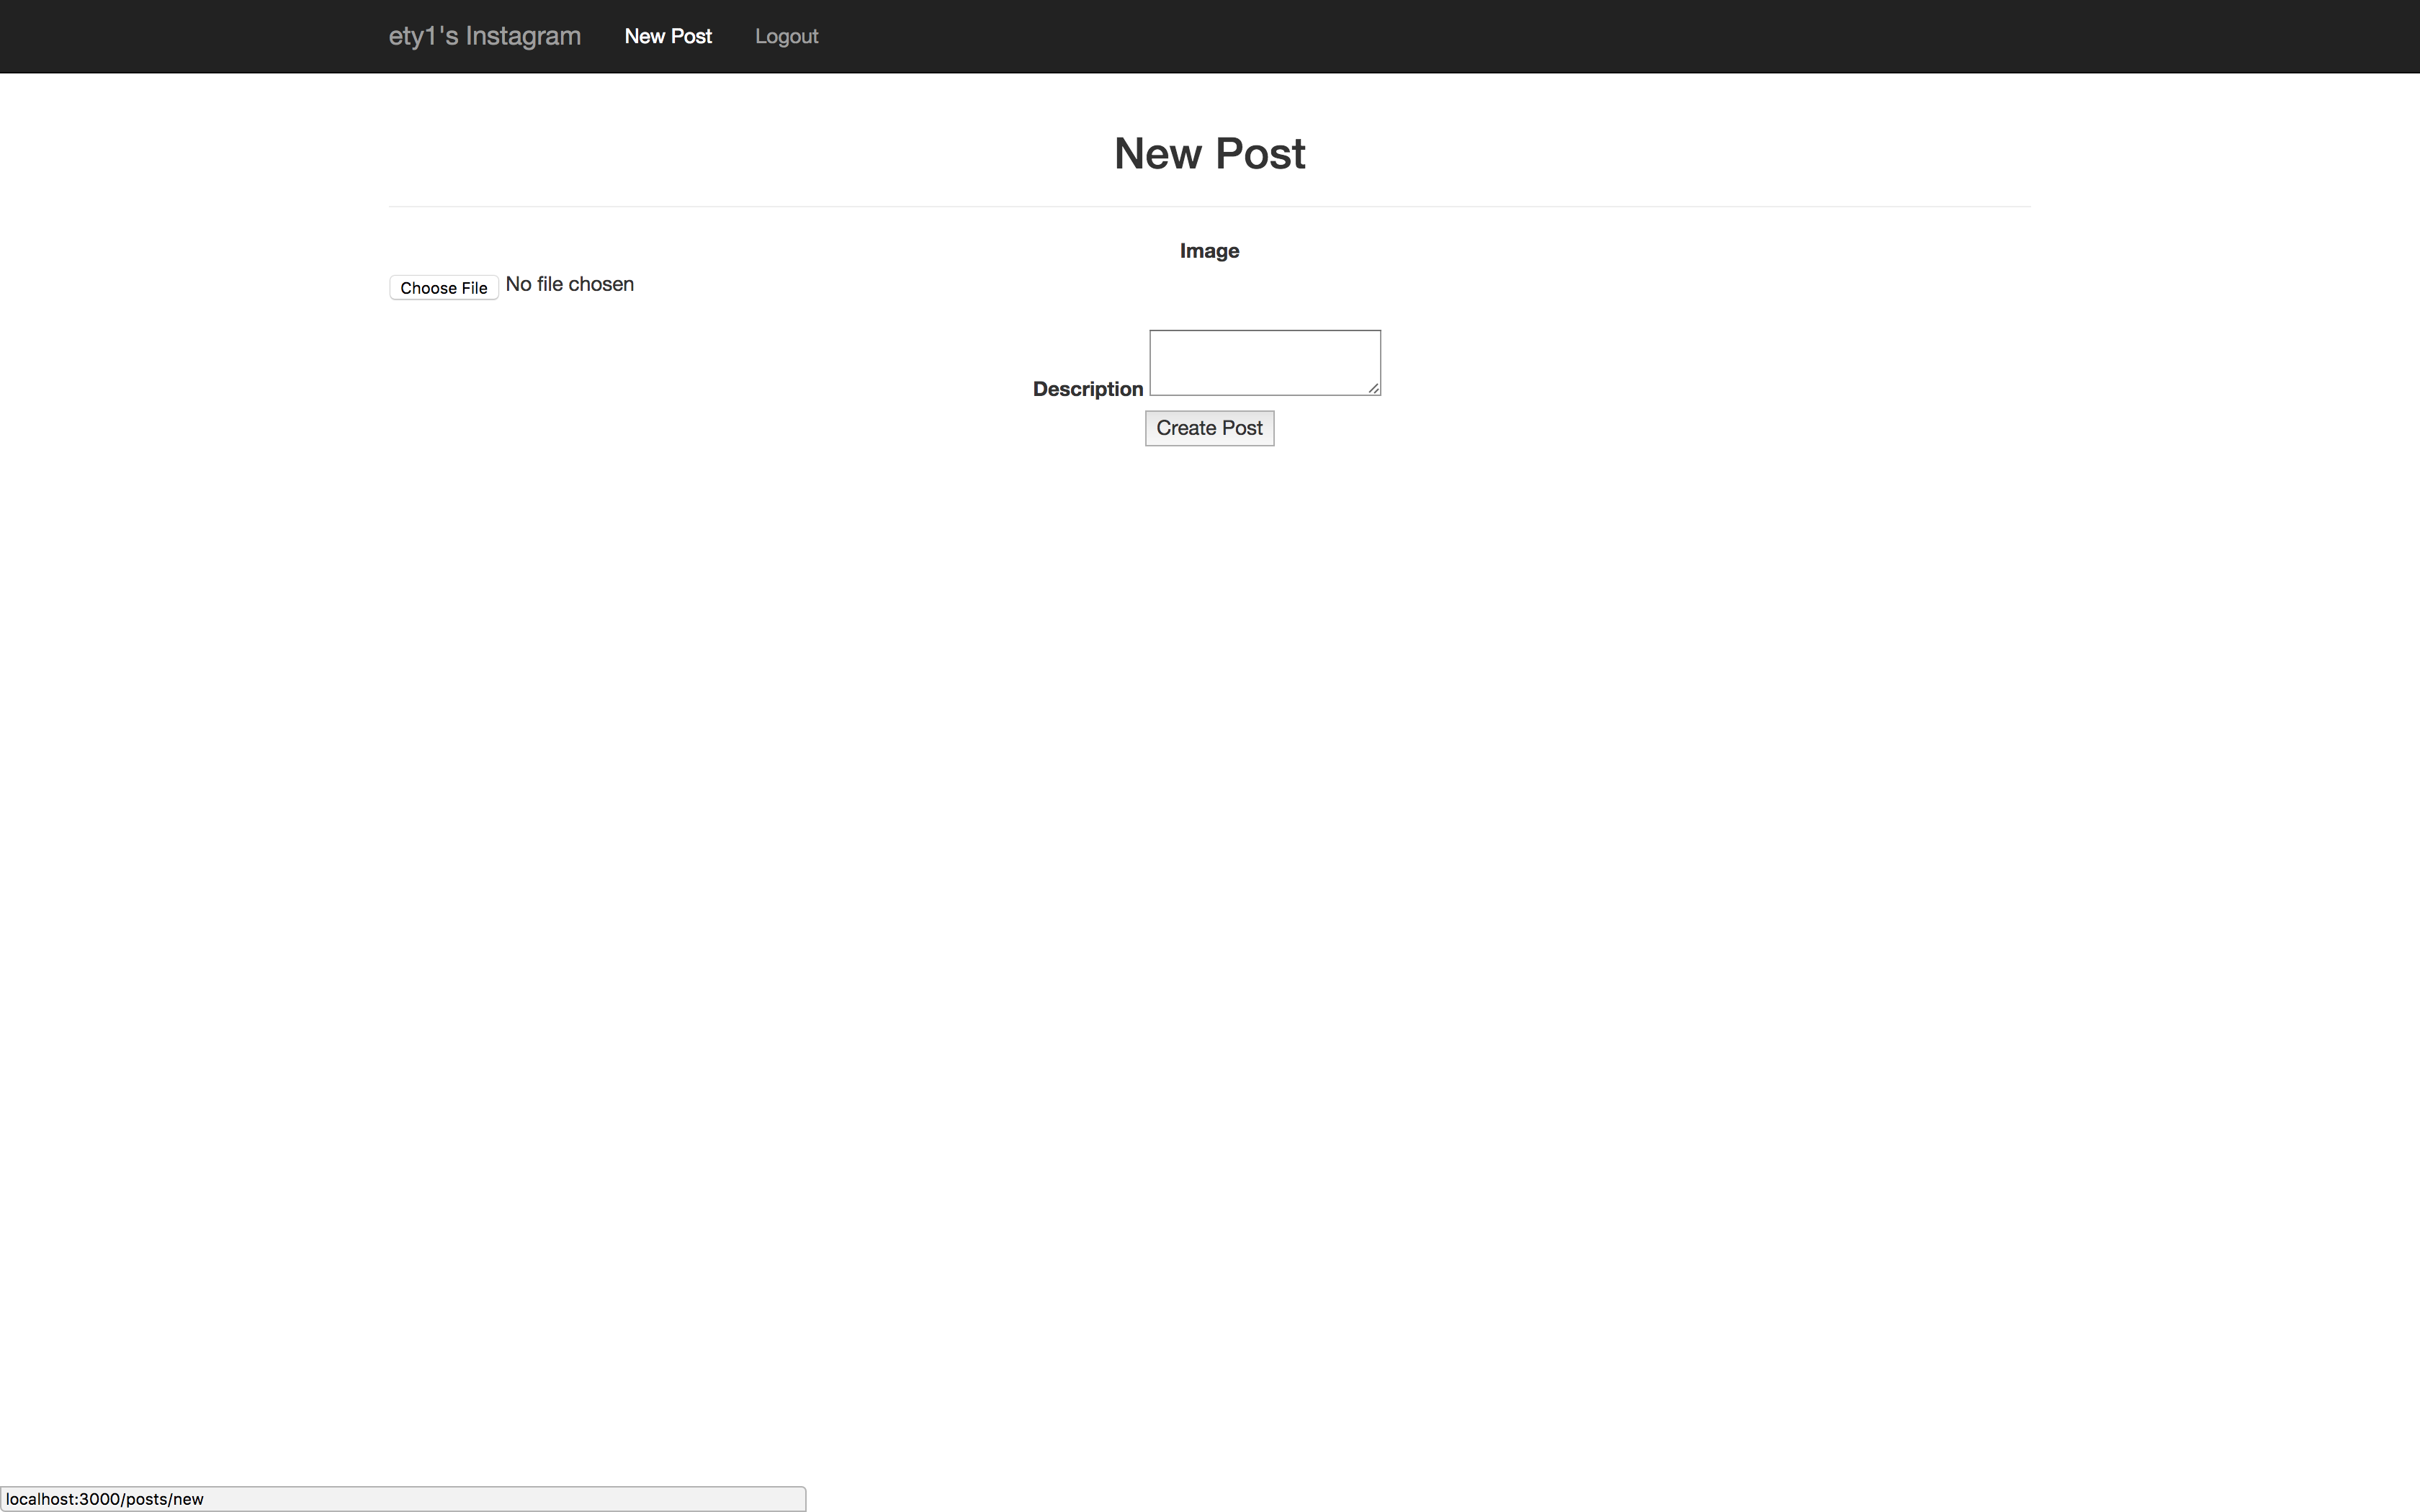 ety1's Instagram New Post Logout
New Post
Image
Choose File No file chosen
Description
Create Post
localhost:3000/posts/new